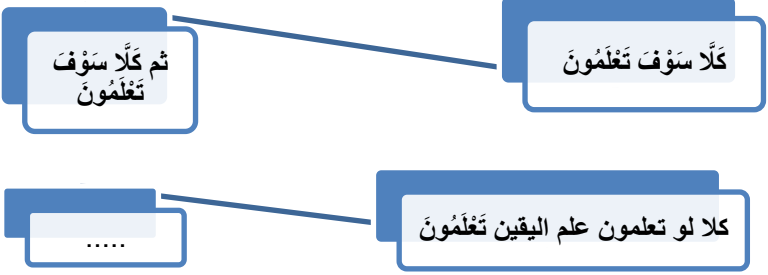 كَلَّا سَوْفَ تَعْلَمُونَ
ثم كَلَّا سَوْفَ
تَعْلَمُونَ
كلا لو تعلمون علم اليقين تَعْلَمُونَ
.....